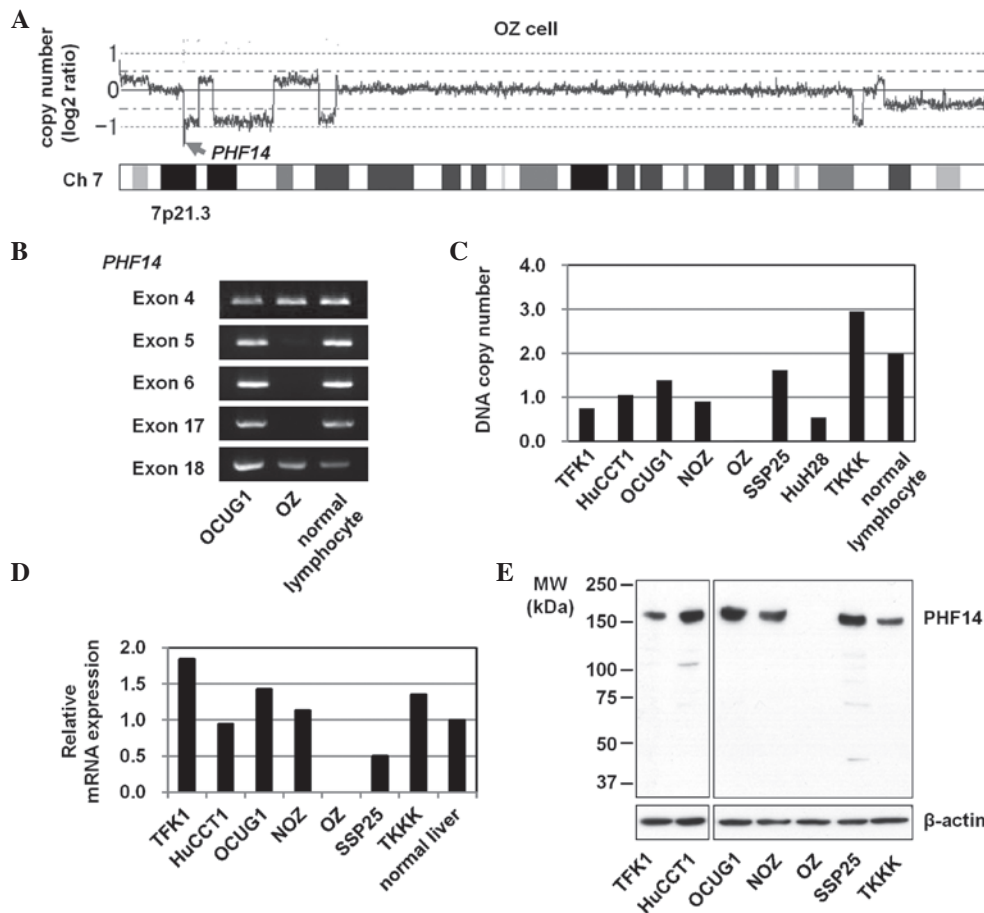 A
OZ cell
copy number
(log2 ratio)
1
0
−1
PHF14
Ch 7
7p21.3
B
PHF14
Exon 4
Exon 5
Exon 6
Exon 17
Exon 18
OCUG1
OZ
normal
lymphocyte
C
DNA copy number
4.0
3.0
2.0
1.0
0.0
TFK1
HuCCT1
OCUG1
NOZ
OZ
SSP25
HuH28
TKKK
normal
lymphocyte
D
Relative
mRNA expression
2.0
1.5
1.0
0.5
0.0
TFK1
HuCCT1
OCUG1
NOZ
OZ
SSP25
TKKK
normal liver
E
MW
(kDa)
250
150
100
75
50
37
PHF14
β-actin
TFK1
HuCCT1
OCUG1
NOZ
OZ
SSP25
TKKK